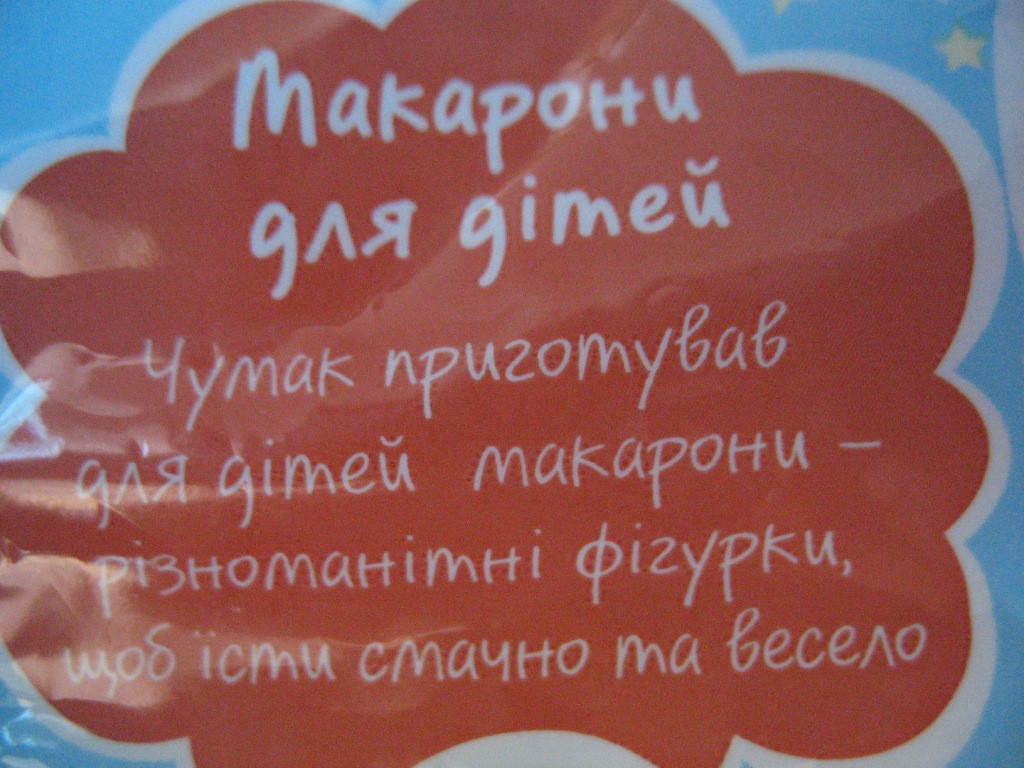 Макарони
для дітей
Чумак приготував
для дітей макарони –
різноманітні фігурки,
щоб їсти смачно та весело